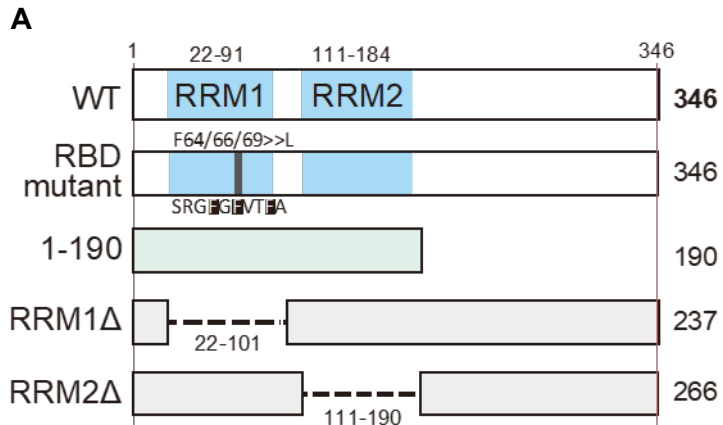 A
1 22-91 111-184 346
WT RRM1 RRM2 346
F64/66/69>>L
RBD mutant 346
SRGFGFVTFA
1-190 190
RRM1Δ 237
22-101
RRM2Δ 266
111-190